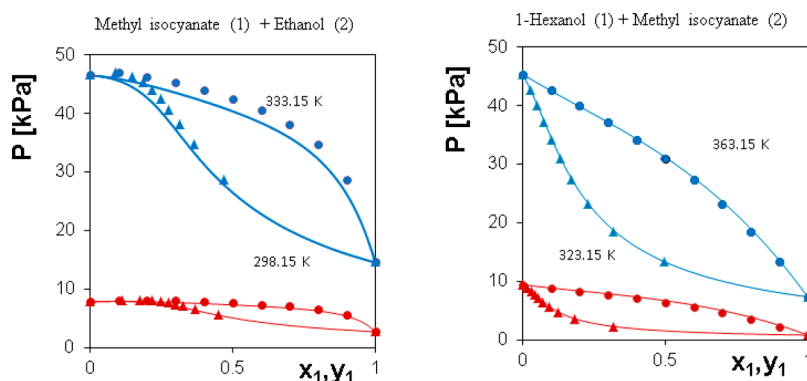 Methyl isocyanate (1) + Ethanol (2)
P [kPa]
50
40
30
20
10
0
333.15 K
298.15 K
0
0.5
1
x1,y1
1-Hexanol (1) + Methyl isocyanate (2)
P [kPa]
50
40
30
20
10
0
363.15 K
323.15 K
0
0.5
1
x1,y1